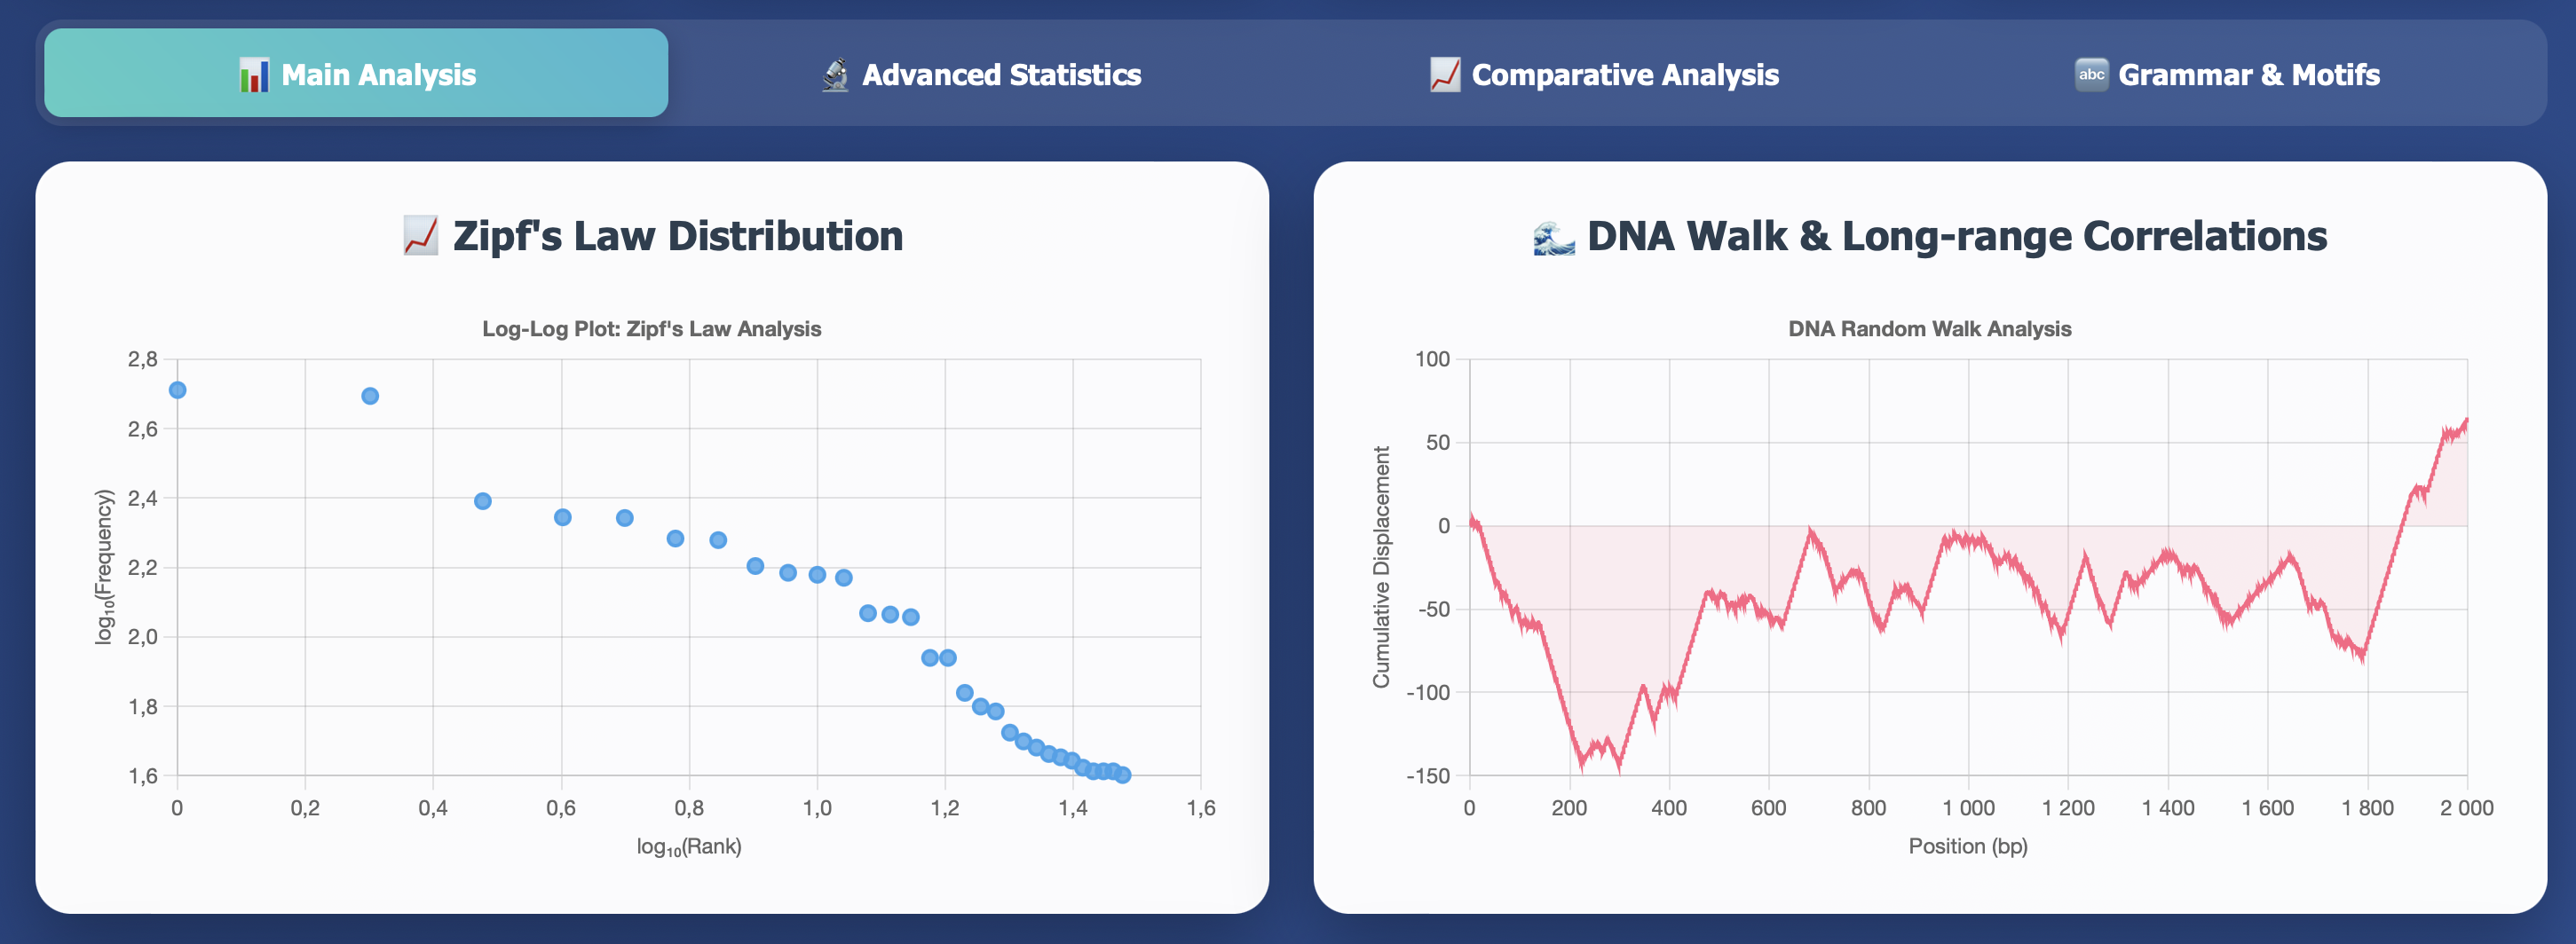 Main Analysis
Advanced Statistics
Comparative Analysis
abc Grammar & Motifs
Zipf's Law Distribution
Log-Log Plot: Zipf's Law Analysis
log₁₀(Frequency)
2,8
2,6
2,4
2,2
2,0
1,8
1,6
0 0,2 0,4 0,6 0,8 1,0 1,2 1,4 1,6
log₁₀(Rank)
DNA Walk & Long-range Correlations
DNA Random Walk Analysis
Cumulative Displacement
100
50
0
-50
-100
-150
0 200 400 600 800 1 000 1 200 1 400 1 600 1 800 2 000
Position (bp)